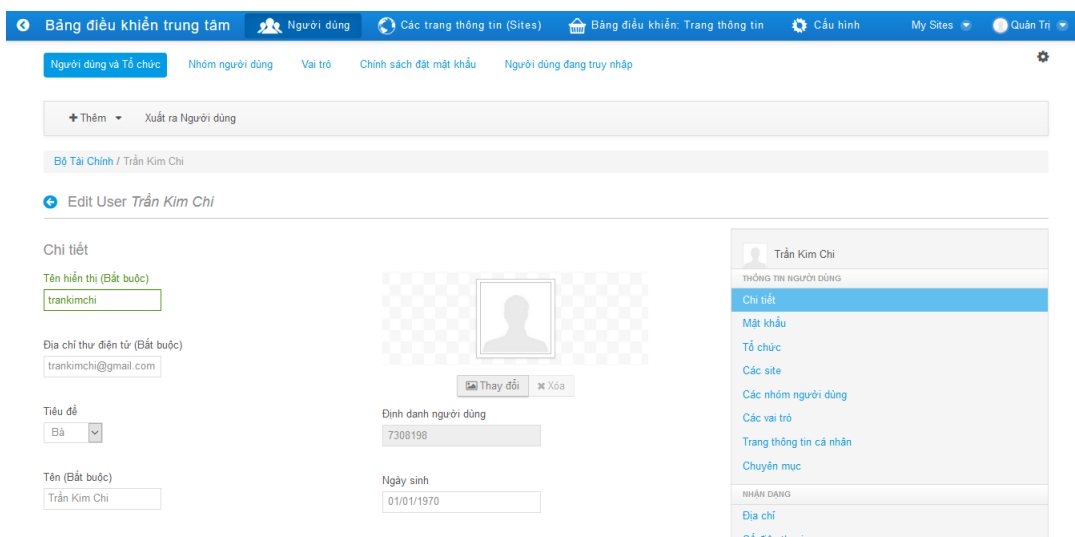 Bảng điều khiển trung tâm Người dùng Các trang thông tin (Sites) Bảng điều khiển: Trang thông tin Cấu hình My Sites Quản Trị
Người dùng và Tổ chức Nhóm người dùng Vai trò Chính sách đặt mật khẩu Người dùng đang truy nhập
Thêm Xuất ra Người dùng
Bộ Tài Chính / Trần Kim Chi
Edit User Trần Kim Chi
Chi tiết
Tên hiển thị (Bắt buộc)
trankimchi
Địa chỉ thư điện tử (Bắt buộc)
trankimchi@gmail.com
Tiêu đề
Bà
Tên (Bắt buộc)
Trần Kim Chi
Thay đổi Xóa
Định danh người dùng
7308198
Ngày sinh
01/01/1970
Trần Kim Chi
THÔNG TIN NGƯỜI DÙNG
Chi tiết
Mật khẩu
Tổ chức
Các site
Các nhóm người dùng
Các vai trò
Trang thông tin cá nhân
Chuyên mục
NHẬN DẠNG
Địa chỉ